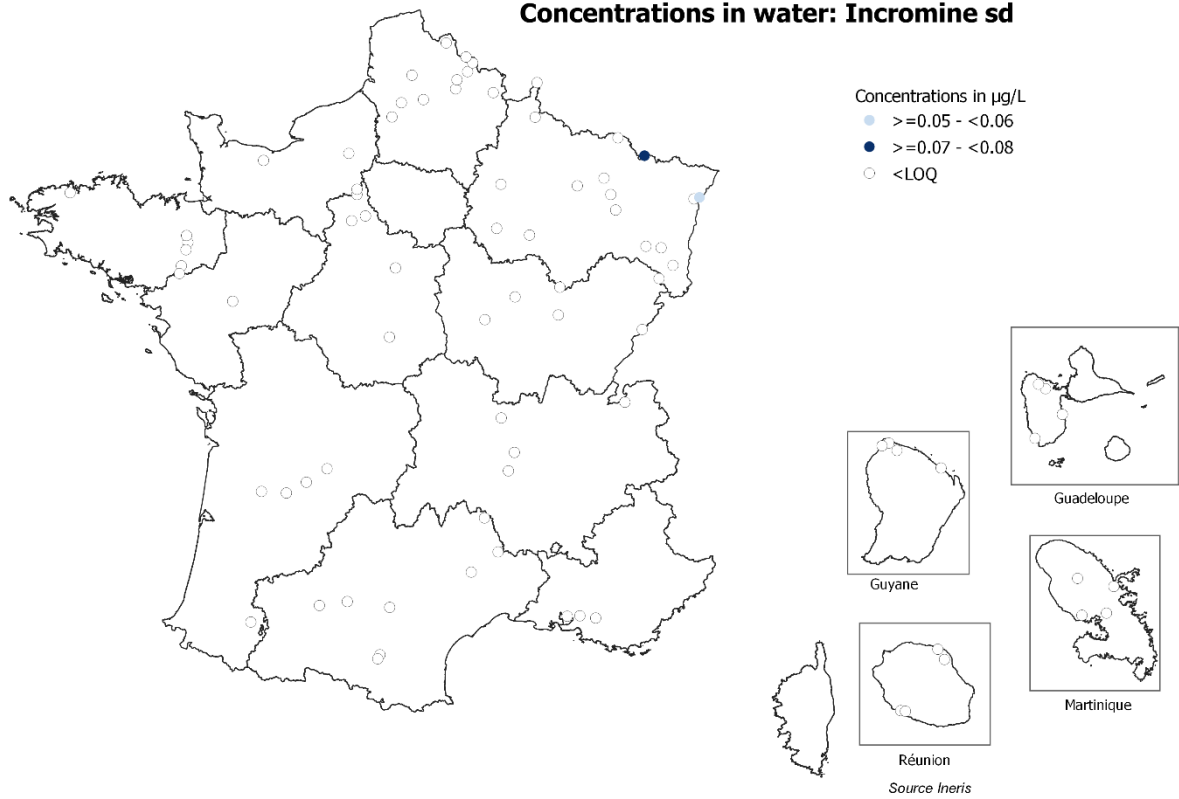 Concentrations in water: Incromine sd
Concentrations in µg/L
>=0.05 - <0.06
>=0.07 - <0.08
<LOQ
Guadeloupe
Guyane
Martinique
Réunion
Source Ineris